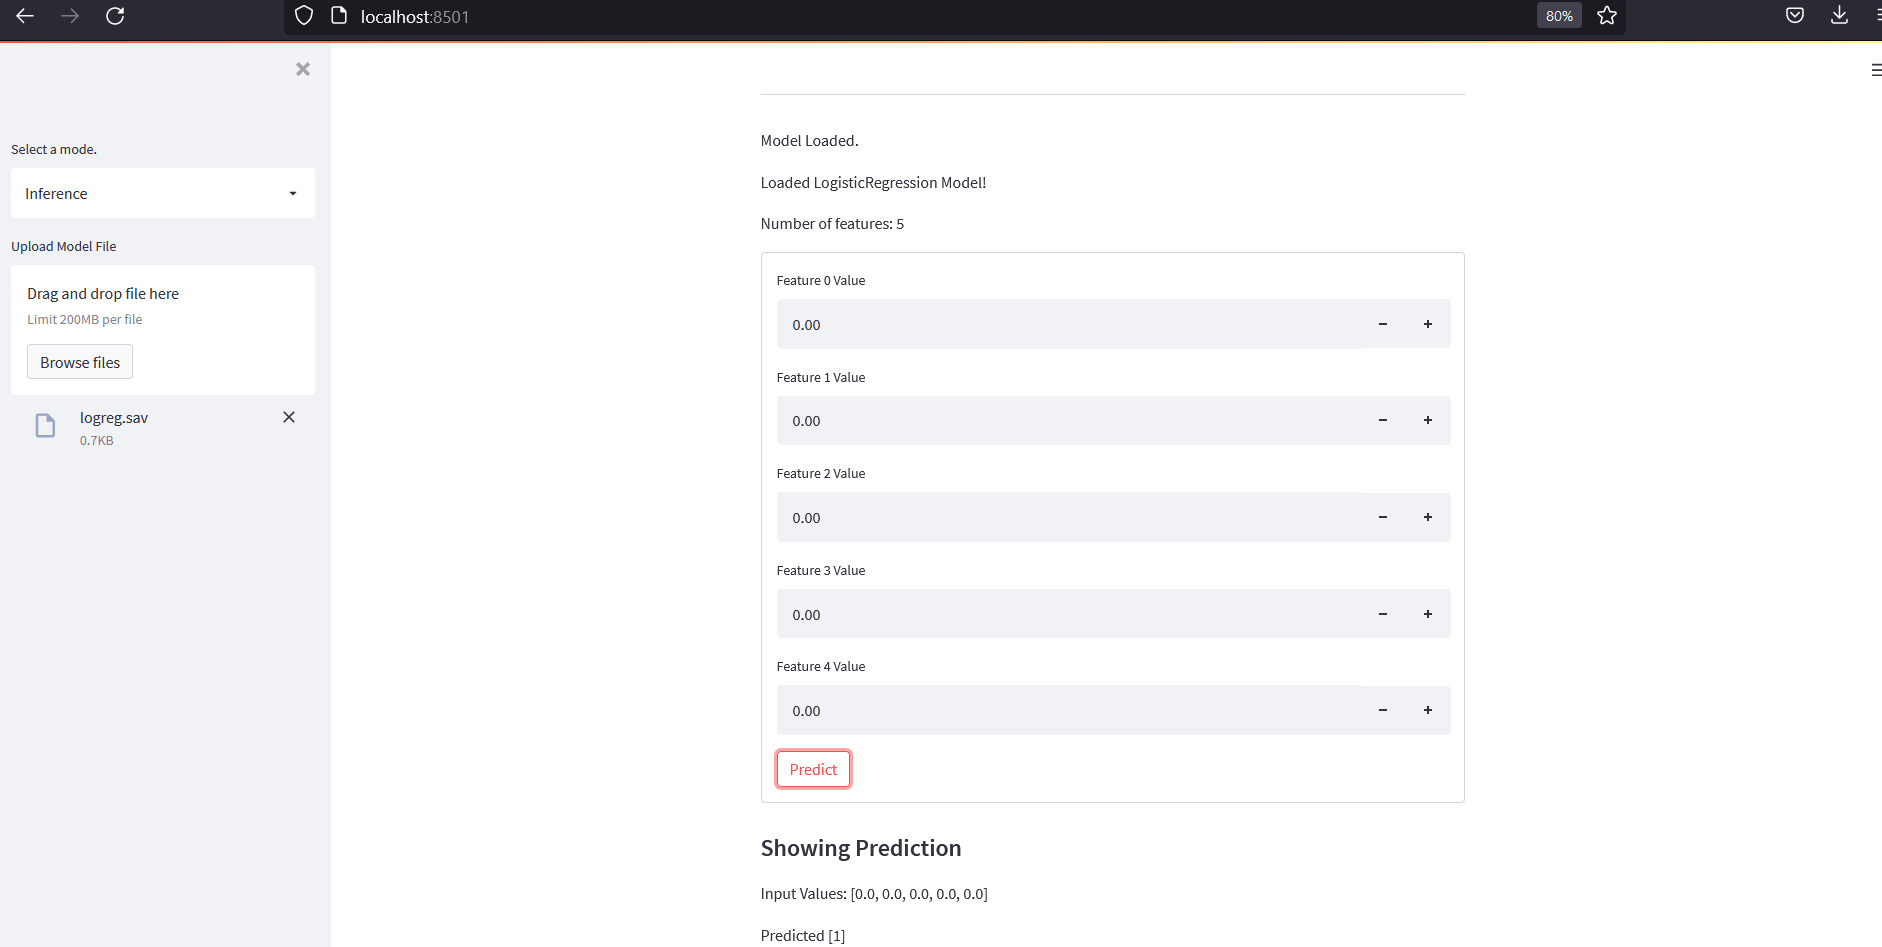 localhost:8501
80%
Select a mode.
Inference
Upload Model File
Drag and drop file here
Limit 200MB per file
Browse files
logreg.sav
0.7KB
Model Loaded.
Loaded LogisticRegression Model!
Number of features: 5
Feature 0 Value
0.00
Feature 1 Value
0.00
Feature 2 Value
0.00
Feature 3 Value
0.00
Feature 4 Value
0.00
Predict
Showing Prediction
Input Values: [0.0, 0.0, 0.0, 0.0, 0.0]
Predicted [1]